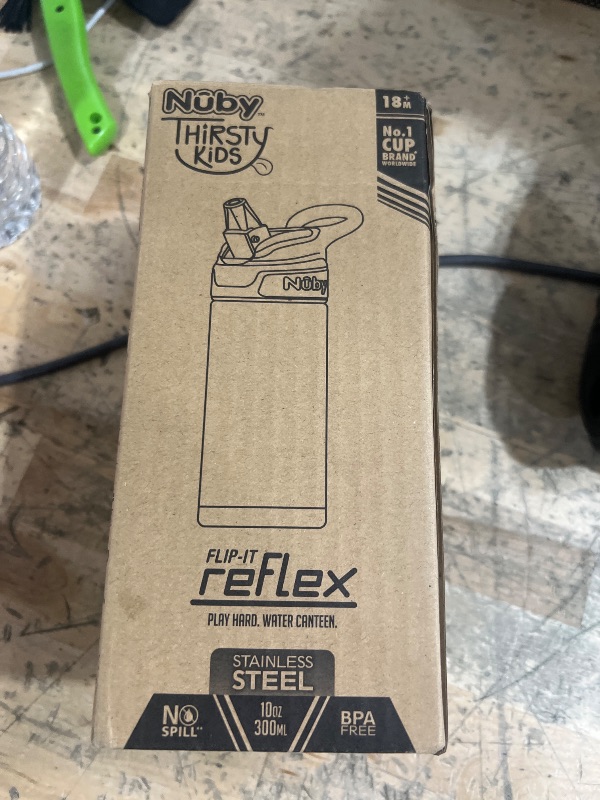 Nûby™
THIRSTY
KIDS
18+
M
No.1
CUP
BRAND
WORLDWIDE
Nûby
FLIP-IT
reflex
PLAY HARD. WATER CANTEEN.
STAINLESS
STEEL
NO
SPILL**
10OZ
300ML
BPA
FREE